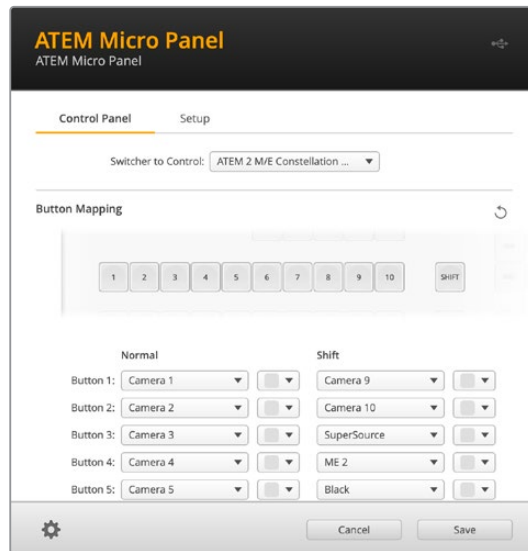 ATEM Micro Panel
ATEM Micro Panel
Control Panel Setup
Switcher to Control: ATEM 2 M/E Constellation ...
Button Mapping
1 2 3 4 5 6 7 8 9 10 SHIFT
Normal Shift
Button 1: Camera 1 Camera 9
Button 2: Camera 2 Camera 10
Button 3: Camera 3 SuperSource
Button 4: Camera 4 ME 2
Button 5: Camera 5 Black
Cancel Save